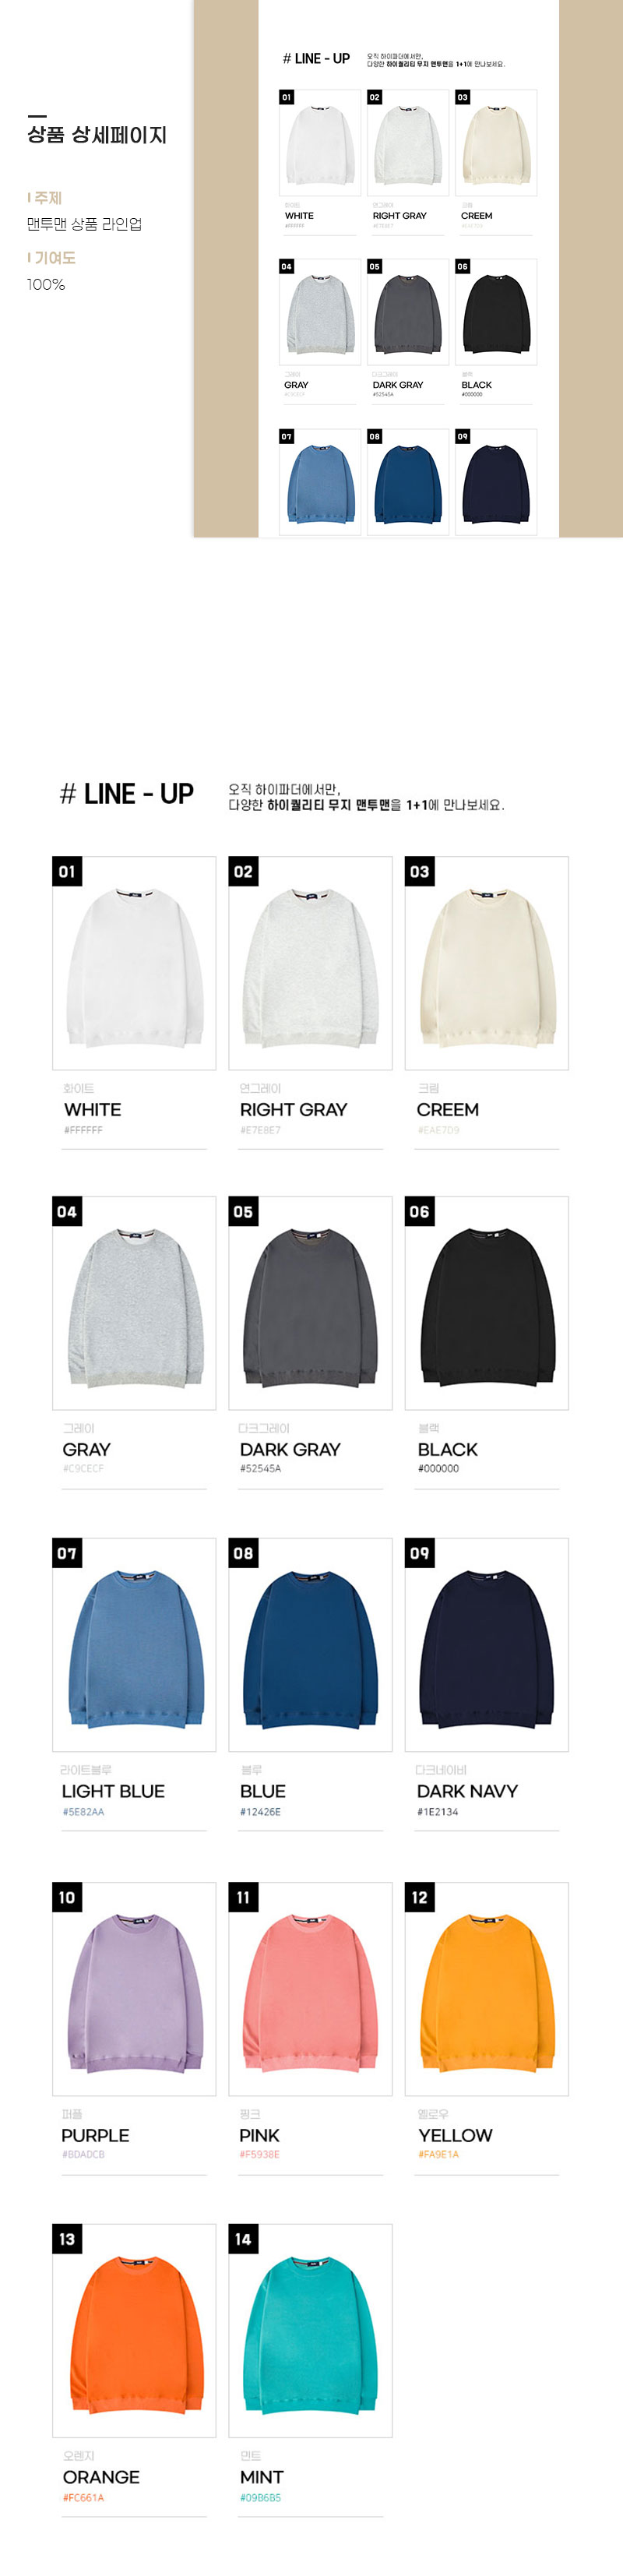 상품 상세페이지
주제
맨투맨 상품 라인업
기여도
100%
# LINE - UP
오직 하이파더에서만,
다양한 하이퀄리티 무지 맨투맨을 1+1에 만나보세요.
01 02 03
화이트 연그레이 크림
WHITE RIGHT GRAY CREEM
#FFFFFF #E7E8E7 #EAE7D9
04 05 06
그레이 다크그레이 블랙
GRAY DARK GRAY BLACK
#C9CECF #52545A #000000
07 08 09
# LINE - UP
오직 하이파더에서만,
다양한 하이퀄리티 무지 맨투맨을 1+1에 만나보세요.
01 02 03
화이트 연그레이 크림
WHITE RIGHT GRAY CREEM
#FFFFFF #E7E8E7 #EAE7D9
04 05 06
그레이 다크그레이 블랙
GRAY DARK GRAY BLACK
#C9CECF #52545A #000000
07 08 09
라이트블루 블루 다크네이비
LIGHT BLUE BLUE DARK NAVY
#5E82AA #12426E #1E2134
10 11 12
퍼플 핑크 옐로우
PURPLE PINK YELLOW
#BDADCB #F5938E #FA9E1A
13 14
오렌지 민트
ORANGE MINT
#FC661A #09B6B5